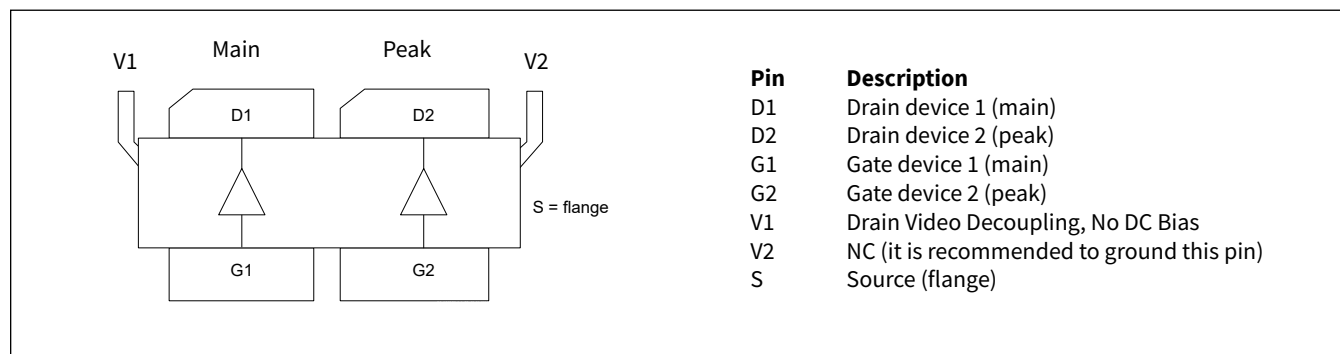 Main Peak
V1 V2
D1 D2
S = flange
G1 G2
Pin Description
D1 Drain device 1 (main)
D2 Drain device 2 (peak)
G1 Gate device 1 (main)
G2 Gate device 2 (peak)
V1 Drain Video Decoupling, No DC Bias
V2 NC (it is recommended to ground this pin)
S Source (flange)